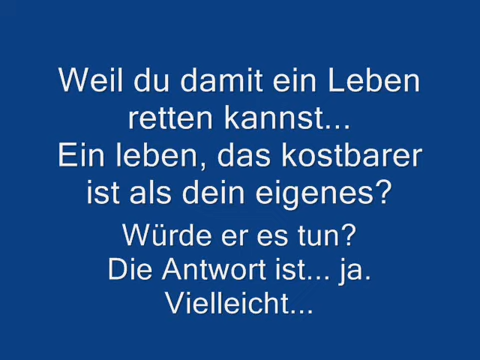 Weil du damit ein Leben
retten kannst...
Ein leben, das kostbarer
ist als dein eigenes?
Würde er es tun?
Die Antwort ist... ja.
Vielleicht...